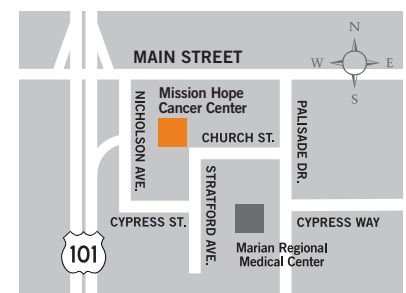 N
MAIN STREET
W E
S
Mission Hope
Cancer Center
NICHOLSON AVE.
CHURCH ST.
PALISADE DR.
STRATFORD AVE.
CYPRESS ST.
CYPRESS WAY
101
Marian Regional
Medical Center